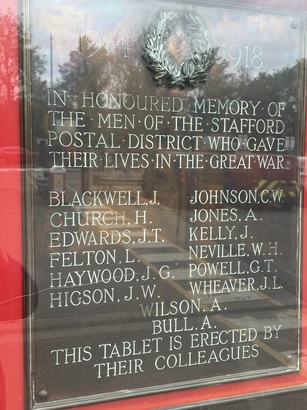 1914 1918
IN HONOURED MEMORY OF
THE MEN OF THE STAFFORD
POSTAL DISTRICT WHO GAVE
THEIR LIVES IN THE GREAT WAR.
BLACKWELL, J. JOHNSON, C.W.
CHURCH, H. JONES, A.
EDWARDS, J.T. KELLY, J.
FELTON, L. NEVILLE, W.H.
HAYWOOD, J.G. POWELL, G.T.
HIGSON, J.W. WHEAVER, J.L.
WILSON, A.
BULL, A.
THIS TABLET IS ERECTED BY
THEIR COLLEAGUES